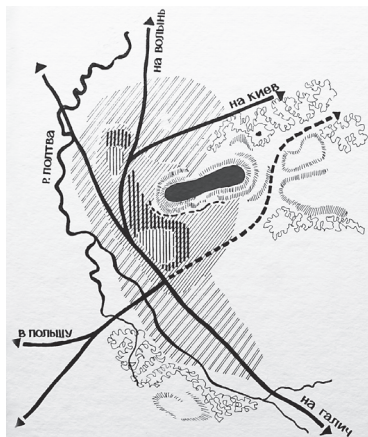 на волынь
на киев
р. полтва
в польщу
на галич